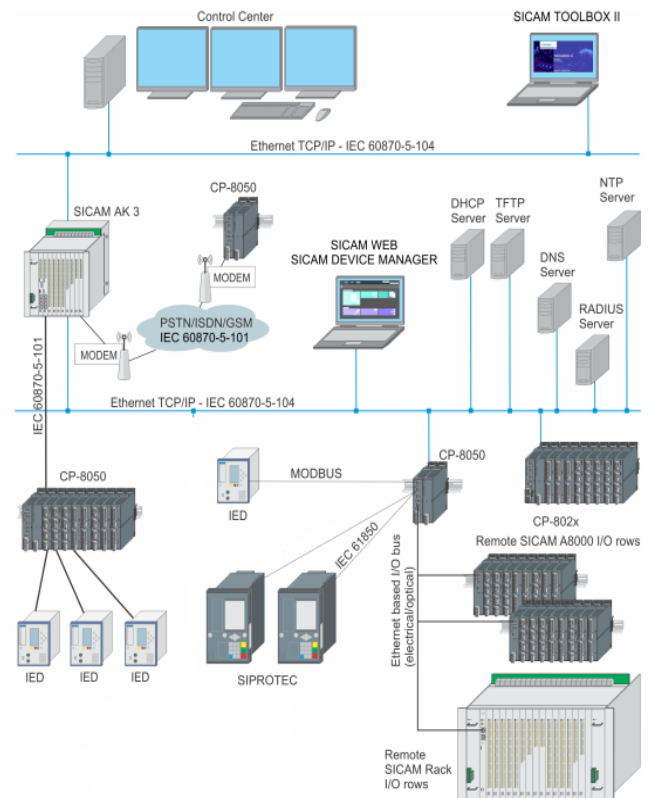 Control Center
SICAM TOOLBOX II
Ethernet TCP/IP - IEC 60870-5-104
SICAM AK 3
CP-8050
MODEM
PSTN/ISDN/GSM
IEC 60870-5-101
MODEM
IEC 60870-5-101
SICAM WEB
SICAM DEVICE MANAGER
DHCP
Server
TFTP
Server
NTP
Server
DNS
Server
RADIUS
Server
Ethernet TCP/IP - IEC 60870-5-104
CP-8050
IED
IED
IED
MODBUS
IED
IEC 61850
SIPROTEC
CP-8050
CP-802x
Remote SICAM A8000 I/O rows
Ethernet based I/O bus
(electrical/optical)
Remote
SICAM Rack
I/O rows